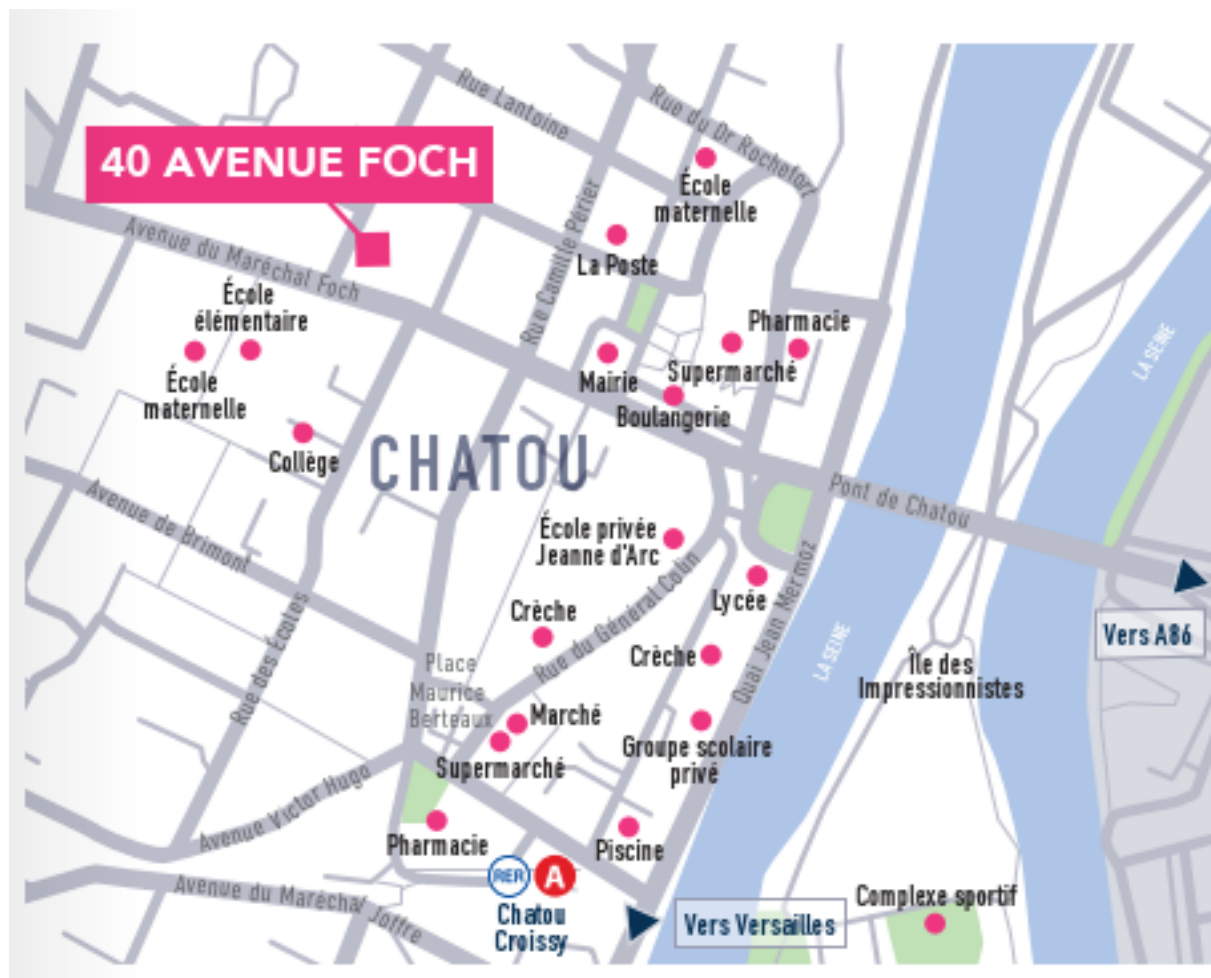 Rue Lantoine
Rue du Dr Rochefort
40 AVENUE FOCH
École
maternelle
Rue Camille Périer
Avenue du Maréchal Foch
La Poste
École
élémentaire
Pharmacie
École
maternelle
Mairie
Supermarché
Boulangerie
LA SEINE
Collège
CHATOU
Avenue de Brimont
Pont de Chatou
École privée
Jeanne d'Arc
Lycée
Quai Jean Mermoz
Crèche
Rue du Général Colin
Crèche
Rue des Écoles
LA SEINE
Vers A86
Île des
Impressionnistes
Place
Maurice
Berteaux
Marché
Supermarché
Groupe scolaire
privé
Avenue Victor Hugo
Pharmacie
Piscine
RER A
Chatou
Croissy
Avenue du Maréchal Joffre
Vers Versailles
Complexe sportif